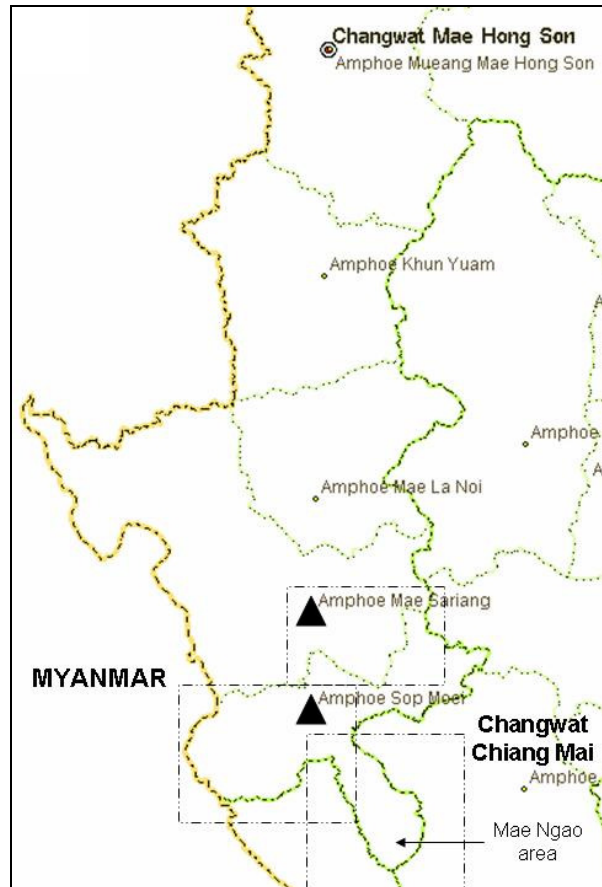 Changwat Mae Hong Son
Amphoe Mueang Mae Hong Son
Amphoe Khun Yuam
A
Amphoe
A
Amphoe Mae La Noi
Amphoe Mae Sariang
MYANMAR
Amphoe Sop Moei
Changwat
Chiang Mai
Amphoe
Mae Ngao
area